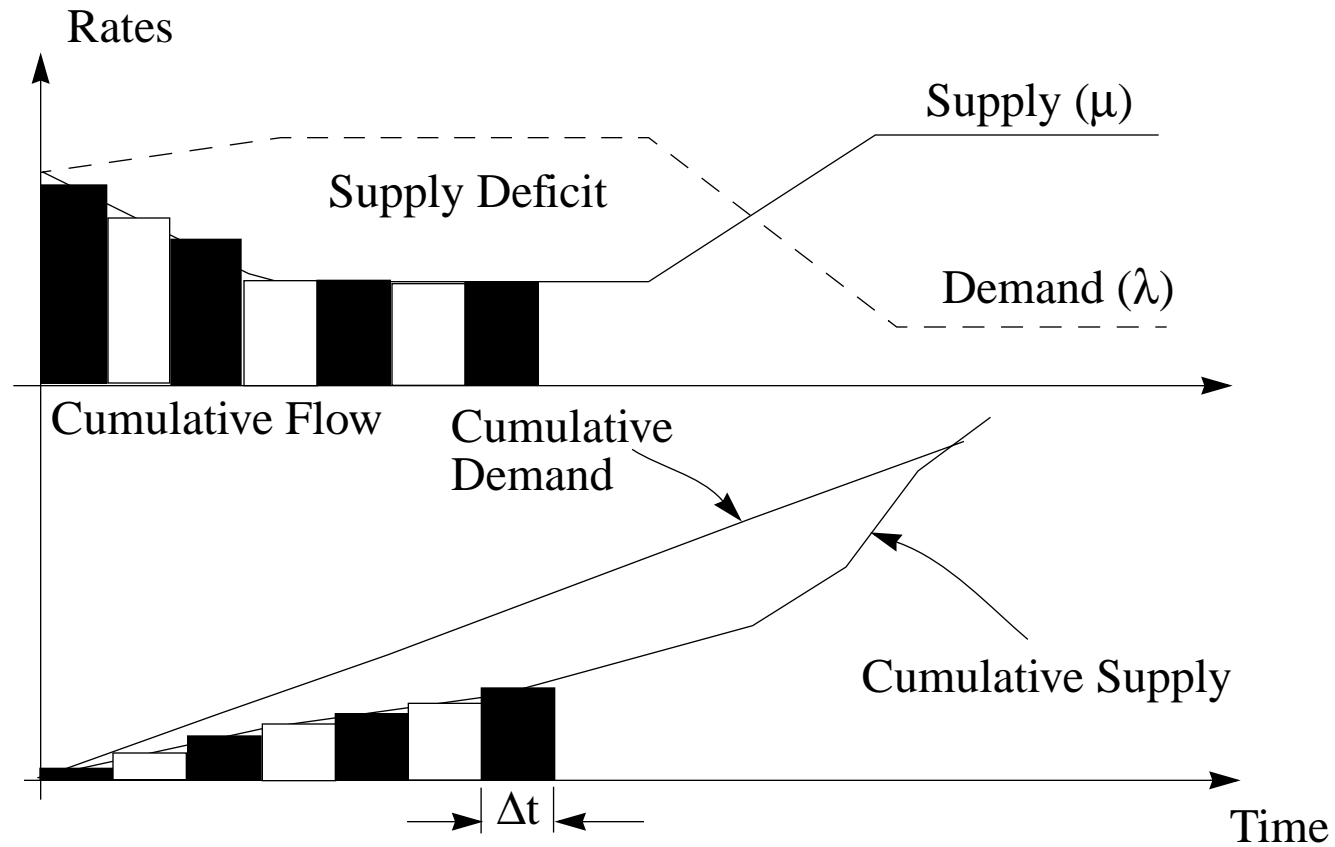 Rates
Supply (μ)
Supply Deficit
Demand (λ)
Cumulative Flow
Cumulative
Demand
Cumulative Supply
Δt
Time